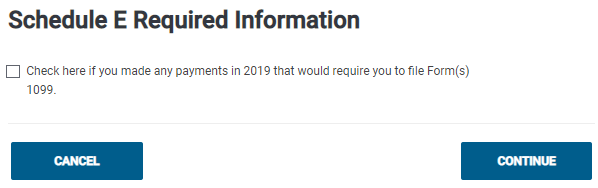 Schedule E Required Information
Check here if you made any payments in 2019 that would require you to file Form(s)
1099.
CANCEL
CONTINUE